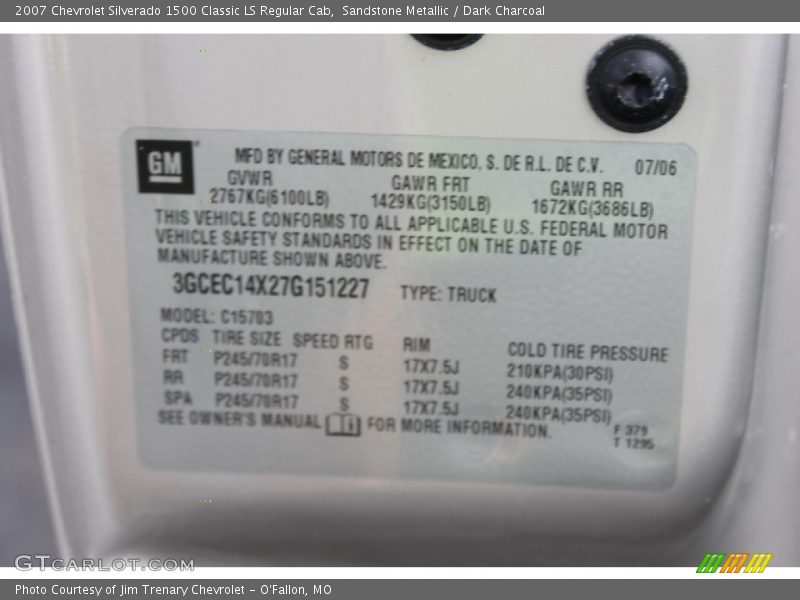 2007 Chevrolet Silverado 1500 Classic LS Regular Cab, Sandstone Metallic / Dark Charcoal
GM
MFD BY GENERAL MOTORS DE MEXICO, S. DE R.L. DE C.V. 07/06
GVWR GAWR FRT GAWR RR
2767KG(6100LB) 1429KG(3150LB) 1672KG(3686LB)
THIS VEHICLE CONFORMS TO ALL APPLICABLE U.S. FEDERAL MOTOR
VEHICLE SAFETY STANDARDS IN EFFECT ON THE DATE OF
MANUFACTURE SHOWN ABOVE.
3GCEC14X27G151227 TYPE: TRUCK
MODEL: C15703
CPDS TIRE SIZE SPEED RTG RIM COLD TIRE PRESSURE
FRT P245/70R17 S 17X7.5J 210KPA(30PSI)
RR P245/70R17 S 17X7.5J 240KPA(35PSI)
SPA P245/70R17 S 17X7.5J 240KPA(35PSI)
SEE OWNER'S MANUAL FOR MORE INFORMATION.
F 379
T 1295
GTCARLOT.COM
Photo Courtesy of Jim Trenary Chevrolet - O'Fallon, MO